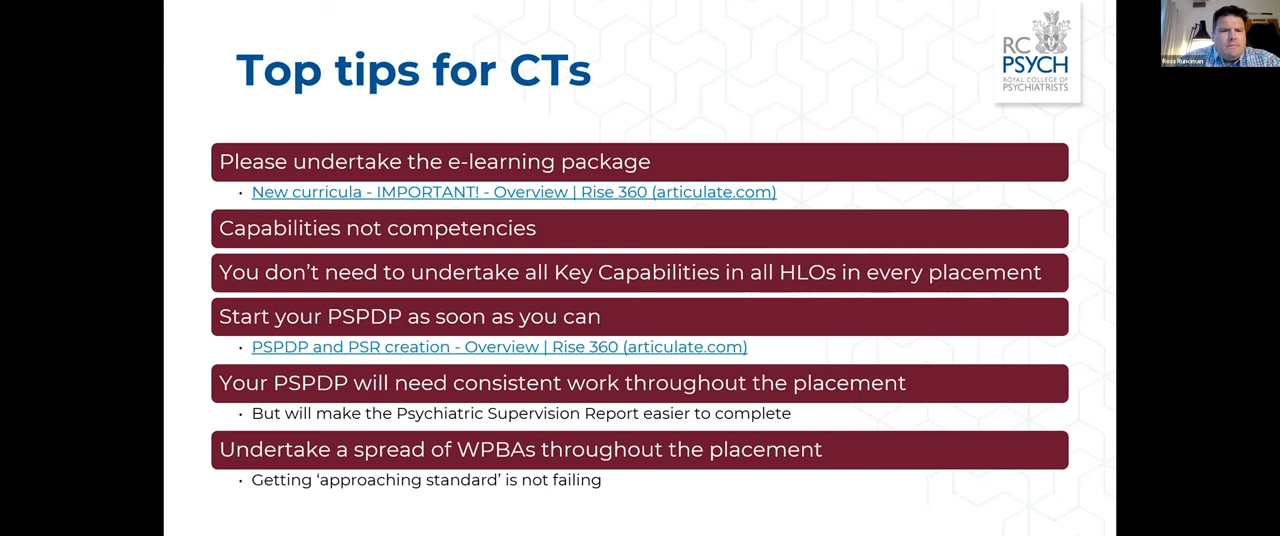 Top tips for CTs
RC
PSYCH
ROYAL COLLEGE OF
PSYCHIATRISTS
Ross Runciman
Please undertake the e-learning package
• New curricula - IMPORTANT! - Overview | Rise 360 (articulate.com)
Capabilities not competencies
You don't need to undertake all Key Capabilities in all HLOs in every placement
Start your PSPDP as soon as you can
• PSPDP and PSR creation - Overview | Rise 360 (articulate.com)
Your PSPDP will need consistent work throughout the placement
• But will make the Psychiatric Supervision Report easier to complete
Undertake a spread of WPBAs throughout the placement
• Getting 'approaching standard' is not failing